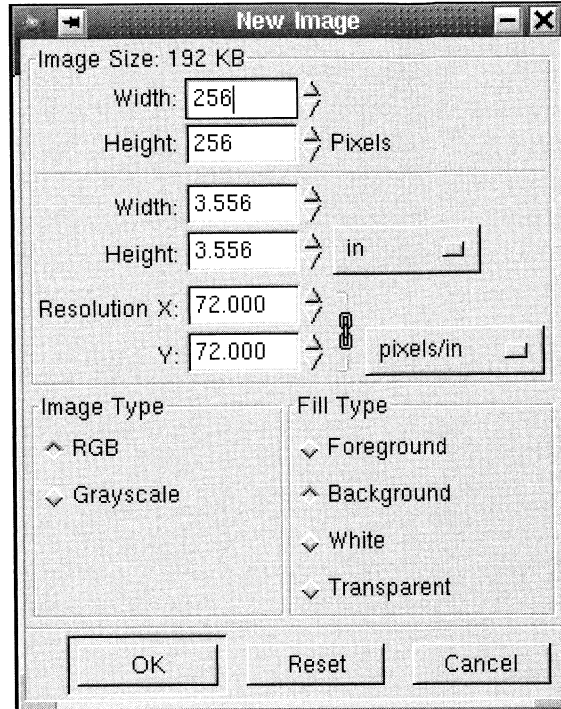 New Image
Image Size: 192 KB
Width: 256
Height: 256 Pixels
Width: 3.556
Height: 3.556 in
Resolution X: 72.000
Y: 72.000 pixels/in
Image Type
RGB
Grayscale
Fill Type
Foreground
Background
White
Transparent
OK Reset Cancel